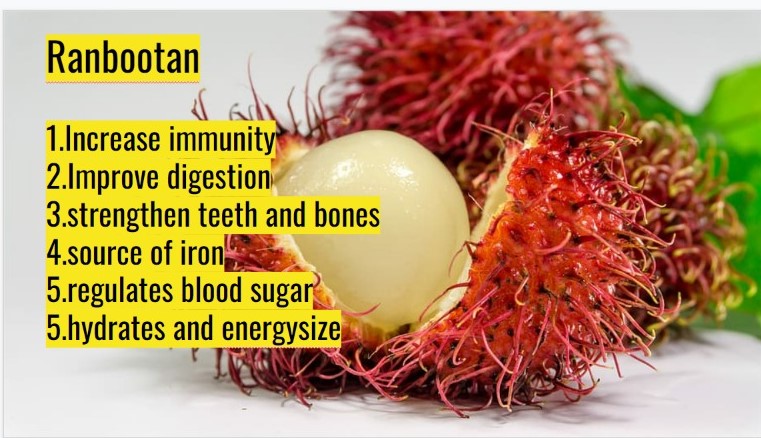 Ranbootan
1.Increase immunity
2.Improve digestion
3.strengthen teeth and bones
4.source of iron
5.regulates blood sugar
5.hydrates and energysize